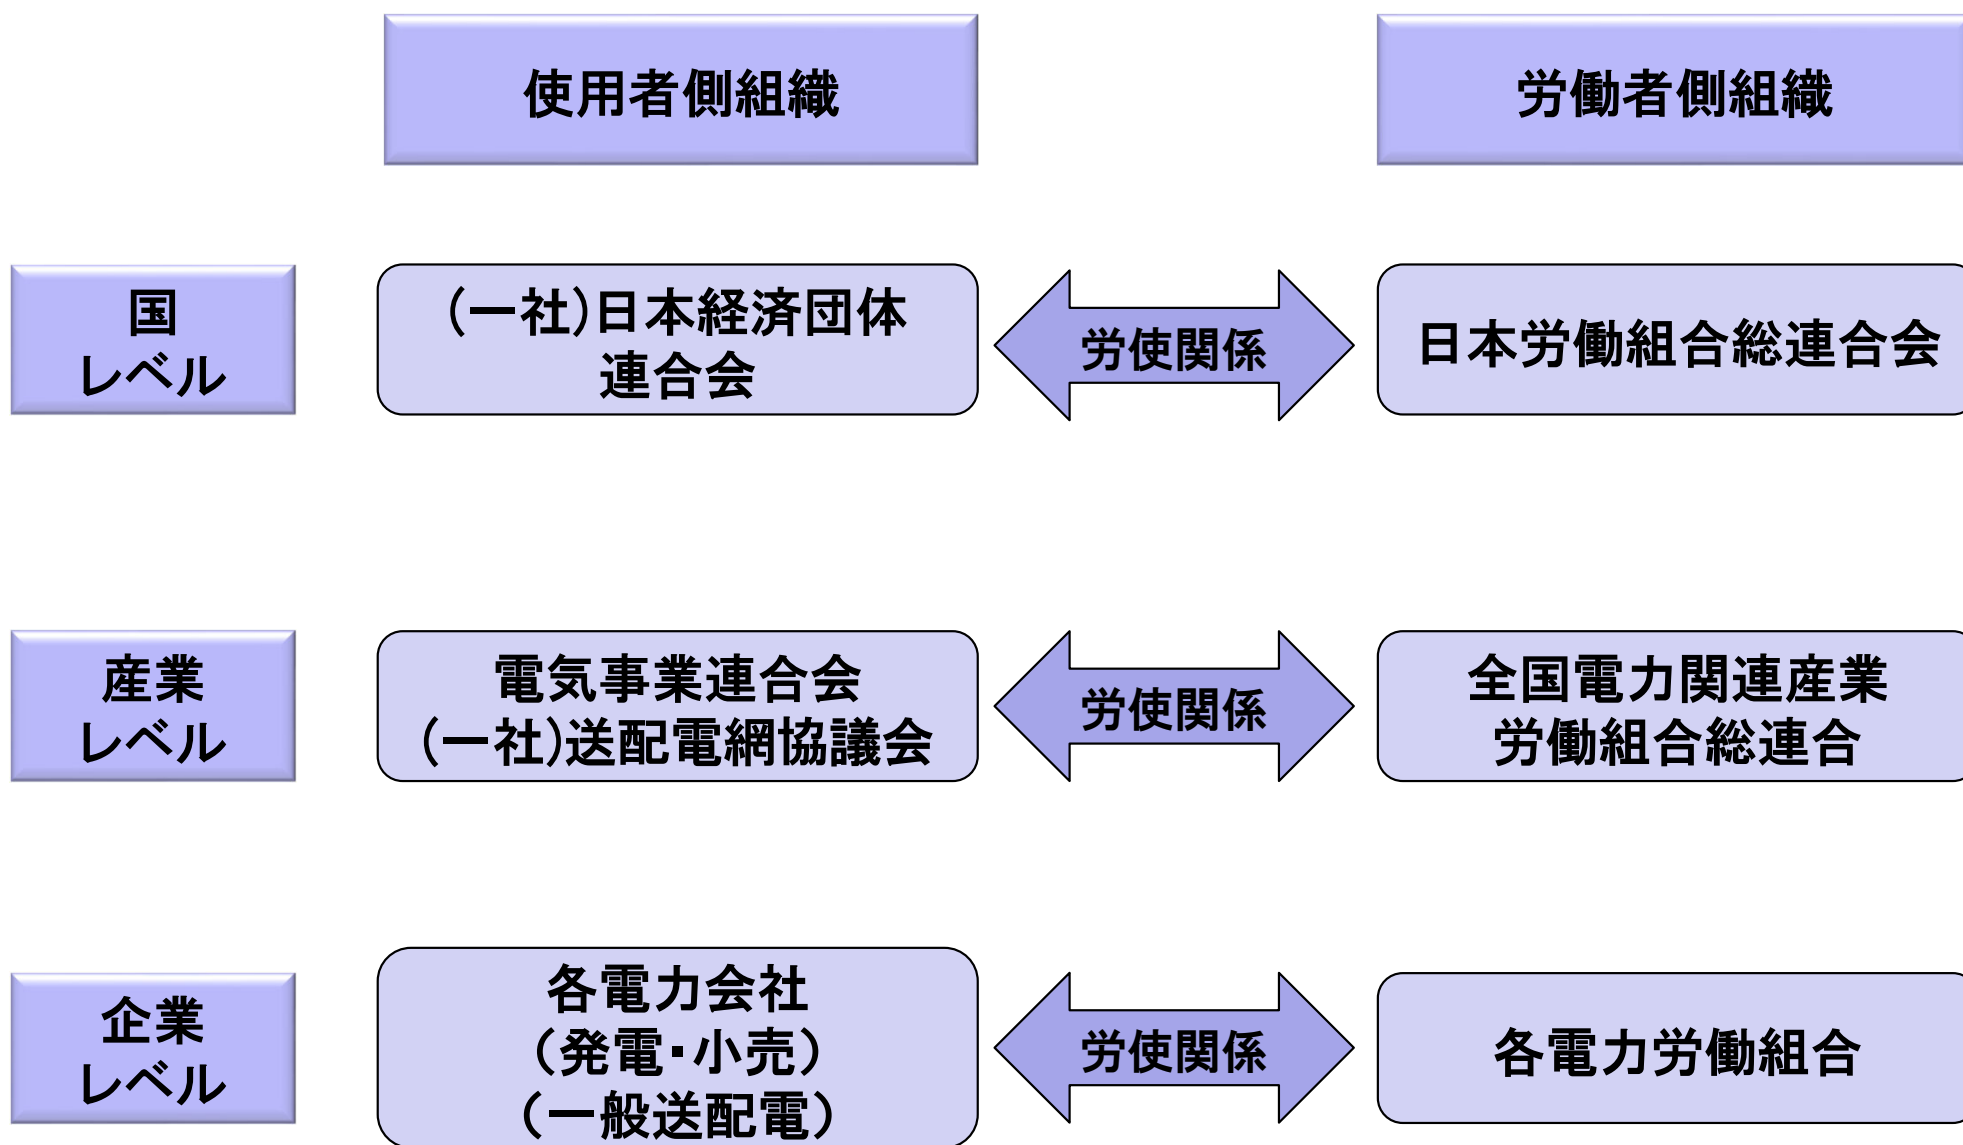 使用者側組織
労働者側組織
国
レベル
(一社)日本経済団体
連合会
労使関係
日本労働組合総連合会
産業
レベル
電気事業連合会
(一社)送配電網協議会
労使関係
全国電力関連産業
労働組合総連合
企業
レベル
各電力会社
（発電・小売）
（一般送配電）
労使関係
各電力労働組合